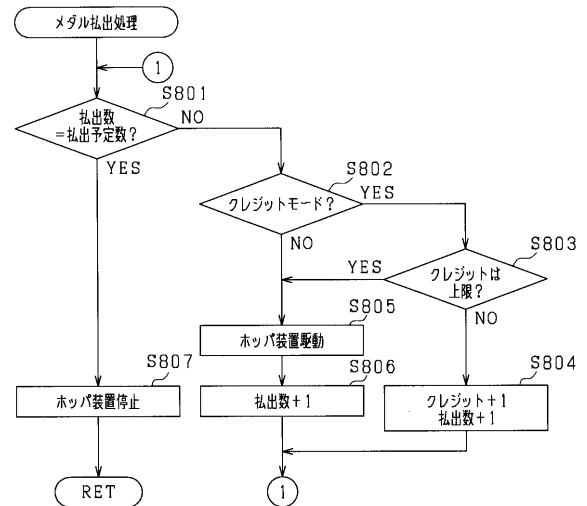 メダル払出処理
1
S801
払出数
=払出予定数?
NO
YES
S802
クレジットモード?
YES
NO
S803
クレジットは
上限?
YES
NO
S805
ホッパ装置駆動
S807
ホッパ装置停止
S806
払出数+1
S804
クレジット+1
払出数+1
RET
1